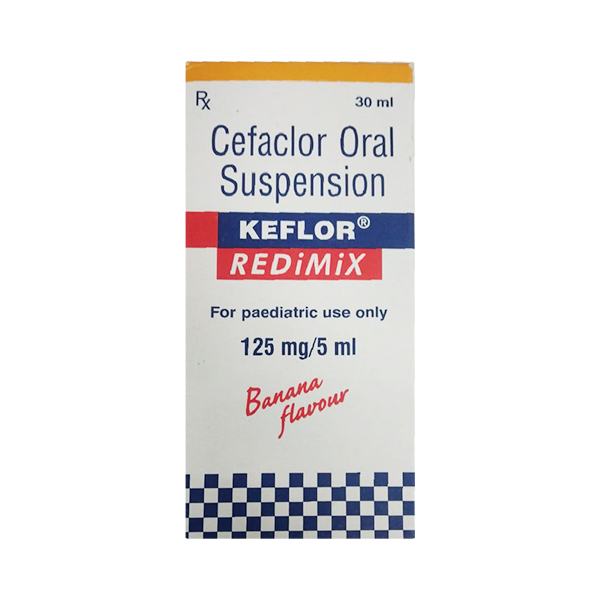 Rx
30 ml
Cefaclor Oral
Suspension
KEFLOR®
REDiMiX
For paediatric use only
125 mg/5 ml
Banana
flavour